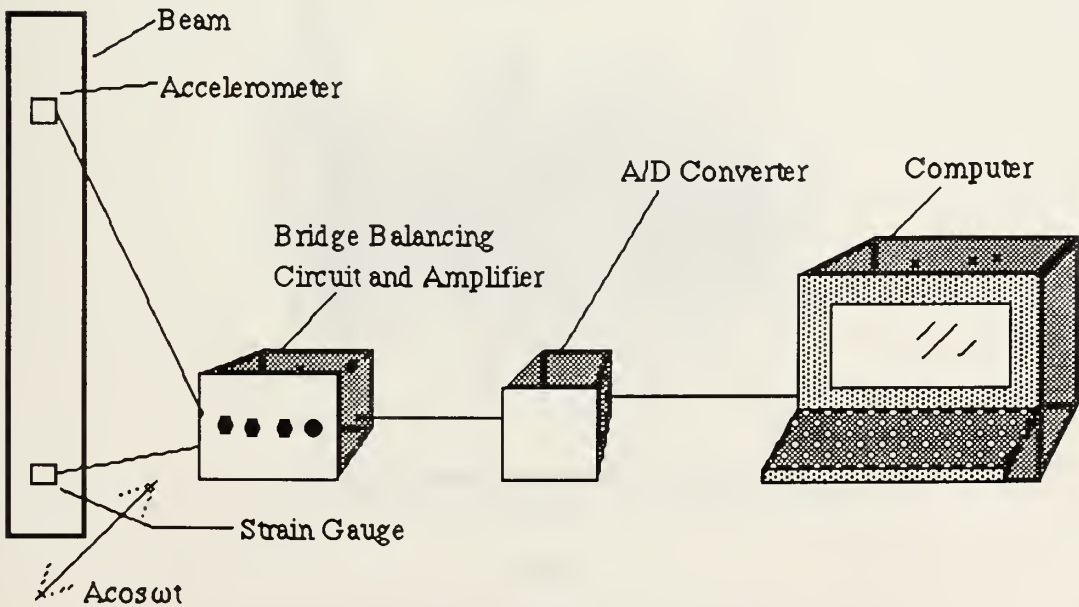 Beam
Accelerometer
A/D Converter
Computer
Bridge Balancing
Circuit and Amplifier
Strain Gauge
Acosωt